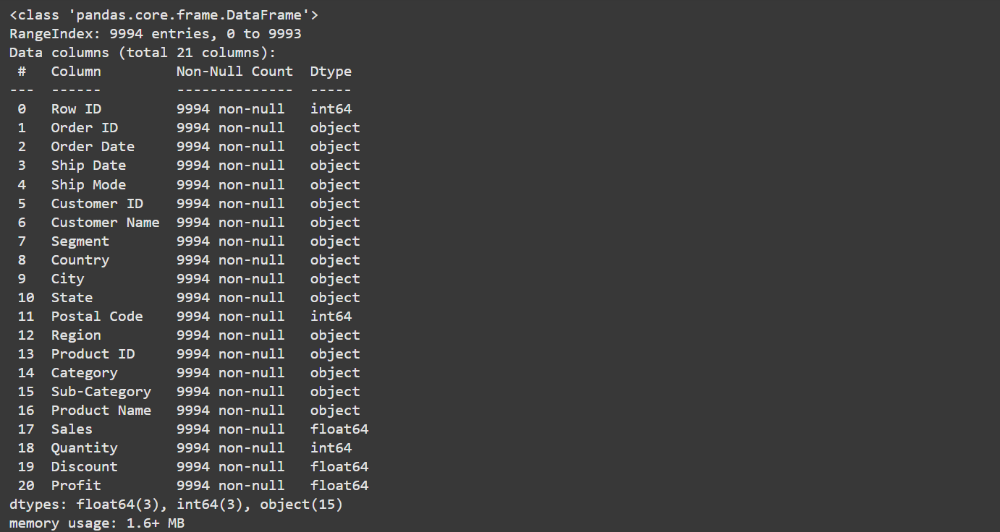 <class 'pandas.core.frame.DataFrame'>
RangeIndex: 9994 entries, 0 to 9993
Data columns (total 21 columns):
 #   Column         Non-Null Count  Dtype
---  ------         --------------  -----
 0   Row ID         9994 non-null   int64
 1   Order ID       9994 non-null   object
 2   Order Date     9994 non-null   object
 3   Ship Date      9994 non-null   object
 4   Ship Mode      9994 non-null   object
 5   Customer ID    9994 non-null   object
 6   Customer Name  9994 non-null   object
 7   Segment        9994 non-null   object
 8   Country        9994 non-null   object
 9   City           9994 non-null   object
 10  State          9994 non-null   object
 11  Postal Code    9994 non-null   int64
 12  Region         9994 non-null   object
 13  Product ID     9994 non-null   object
 14  Category       9994 non-null   object
 15  Sub-Category   9994 non-null   object
 16  Product Name   9994 non-null   object
 17  Sales          9994 non-null   float64
 18  Quantity       9994 non-null   int64
 19  Discount       9994 non-null   float64
 20  Profit         9994 non-null   float64
dtypes: float64(3), int64(3), object(15)
memory usage: 1.6+ MB